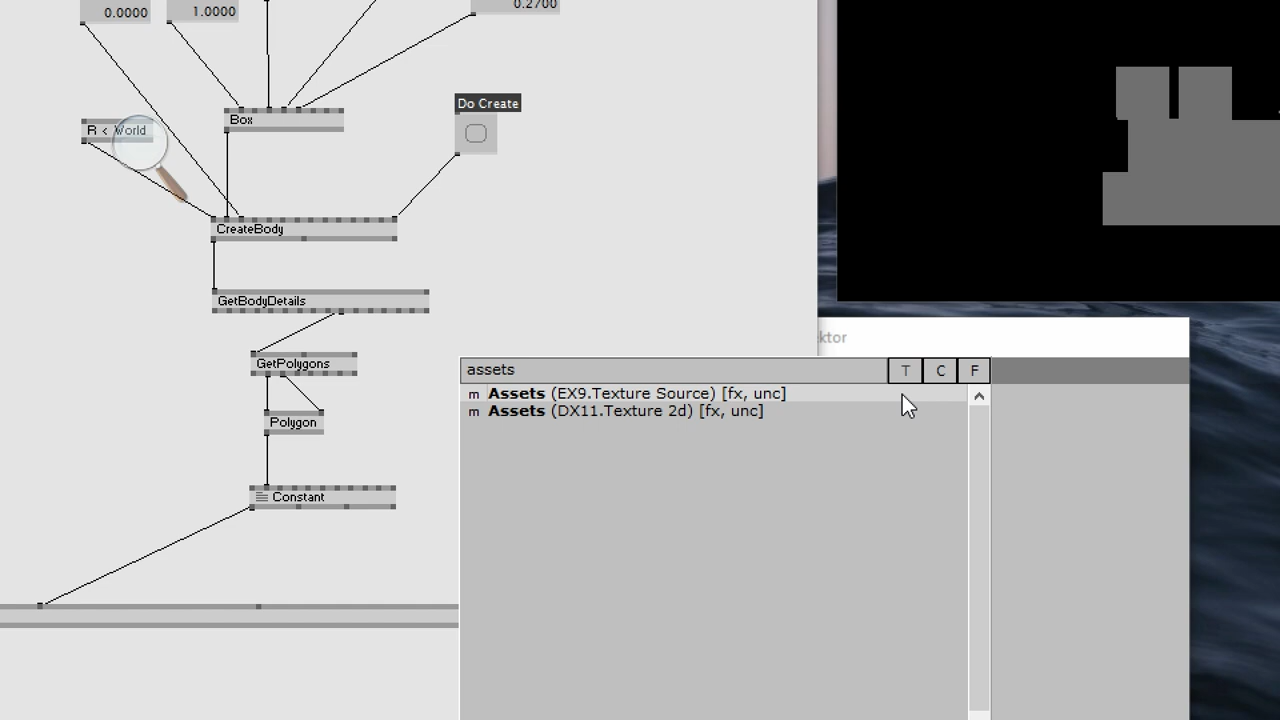 0.0000
1.0000
0.2700
Do Create
Box
R < World
CreateBody
GetBodyDetails
GetPolygons
Polygon
Constant
ktor
assets
T
C
F
m Assets (EX9.Texture Source) [fx, unc]
m Assets (DX11.Texture 2d) [fx, unc]